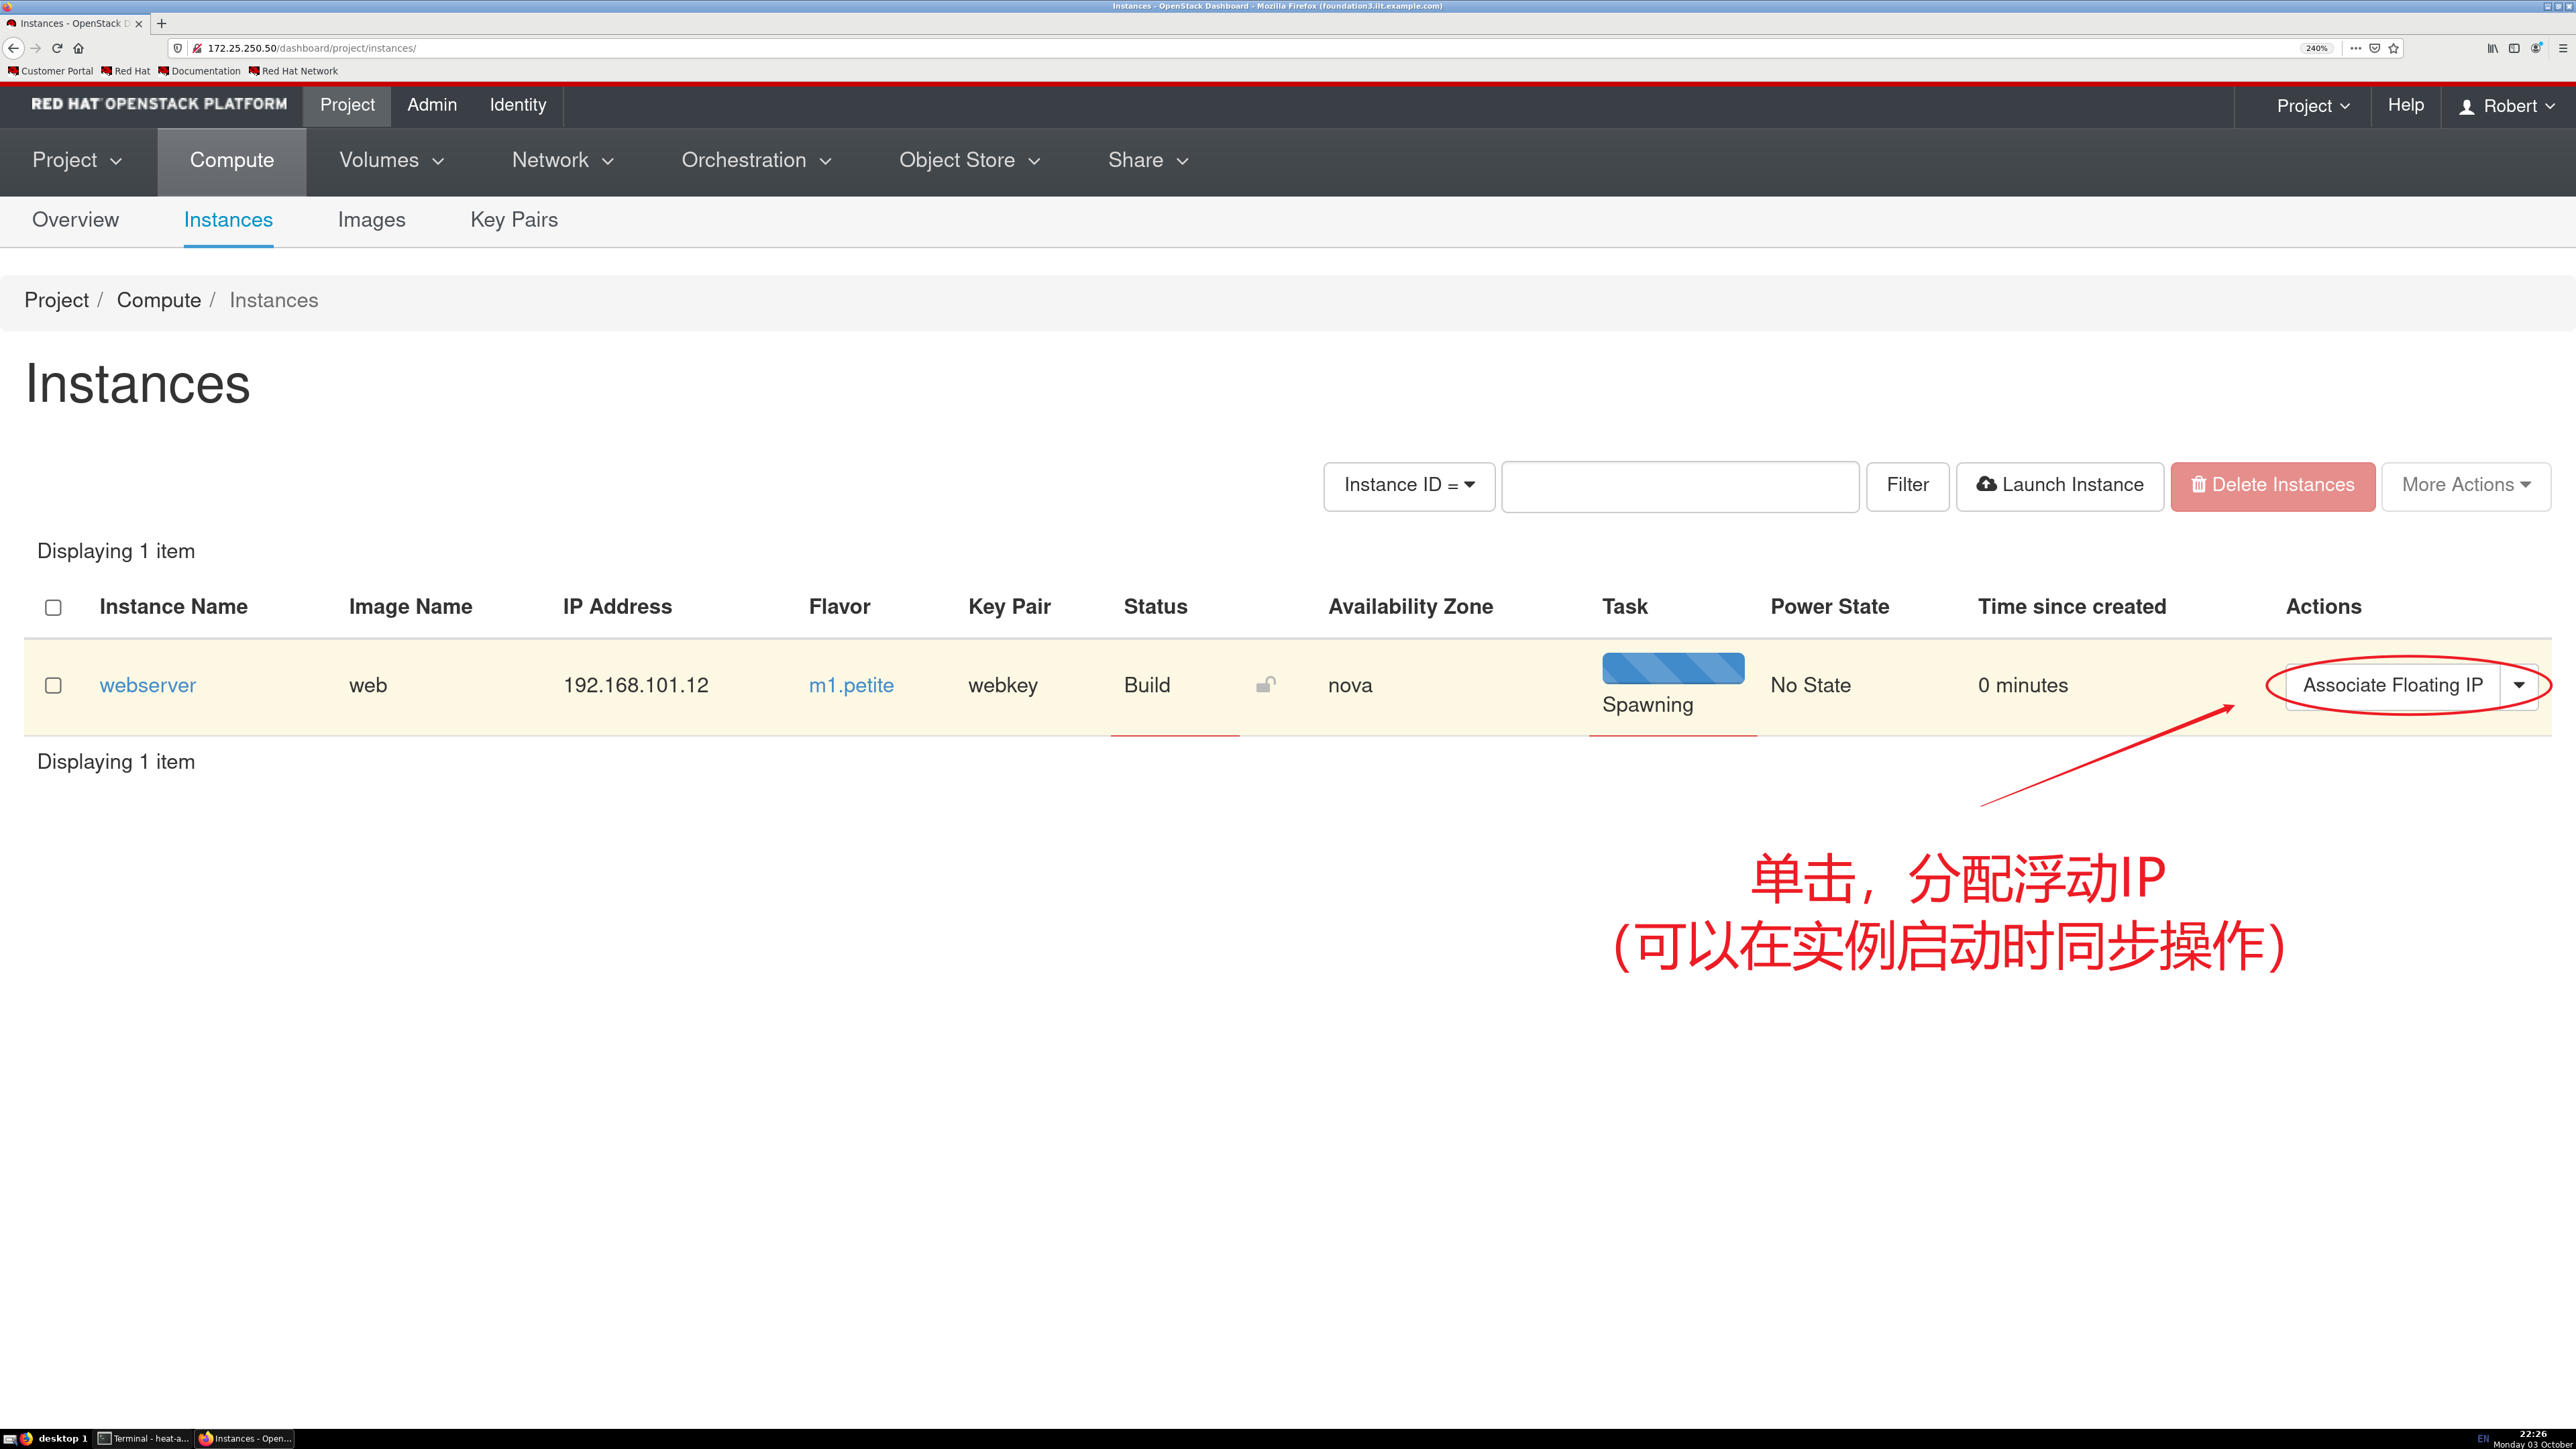 Instances - OpenStack Dashboard - Mozilla Firefox (foundation3.ilt.example.com)
Instances - OpenStack D
172.25.250.50/dashboard/project/instances/
240%
Customer Portal Red Hat Documentation Red Hat Network
RED HAT OPENSTACK PLATFORM Project Admin Identity Project Help Robert
Project Compute Volumes Network Orchestration Object Store Share
Overview Instances Images Key Pairs
Project / Compute / Instances
Instances
Instance ID = Filter Launch Instance Delete Instances More Actions
Displaying 1 item
Instance Name Image Name IP Address Flavor Key Pair Status Availability Zone Task Power State Time since created Actions
webserver web 192.168.101.12 m1.petite webkey Build nova Spawning No State 0 minutes Associate Floating IP
Displaying 1 item
单击，分配浮动IP
（可以在实例启动时同步操作）
desktop 1 Terminal - heat-a... Instances - Open... EN 22:26
Monday 03 October